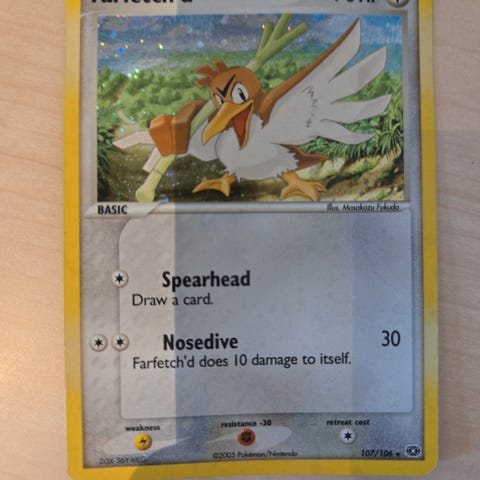 Farfetch'd
BASIC
Illus. Masakazu Fukuda
Spearhead
Draw a card.
Nosedive 30
Farfetch'd does 10 damage to itself.
weakness resistance -30 retreat cost
©2005 Pokémon/Nintendo 107/106